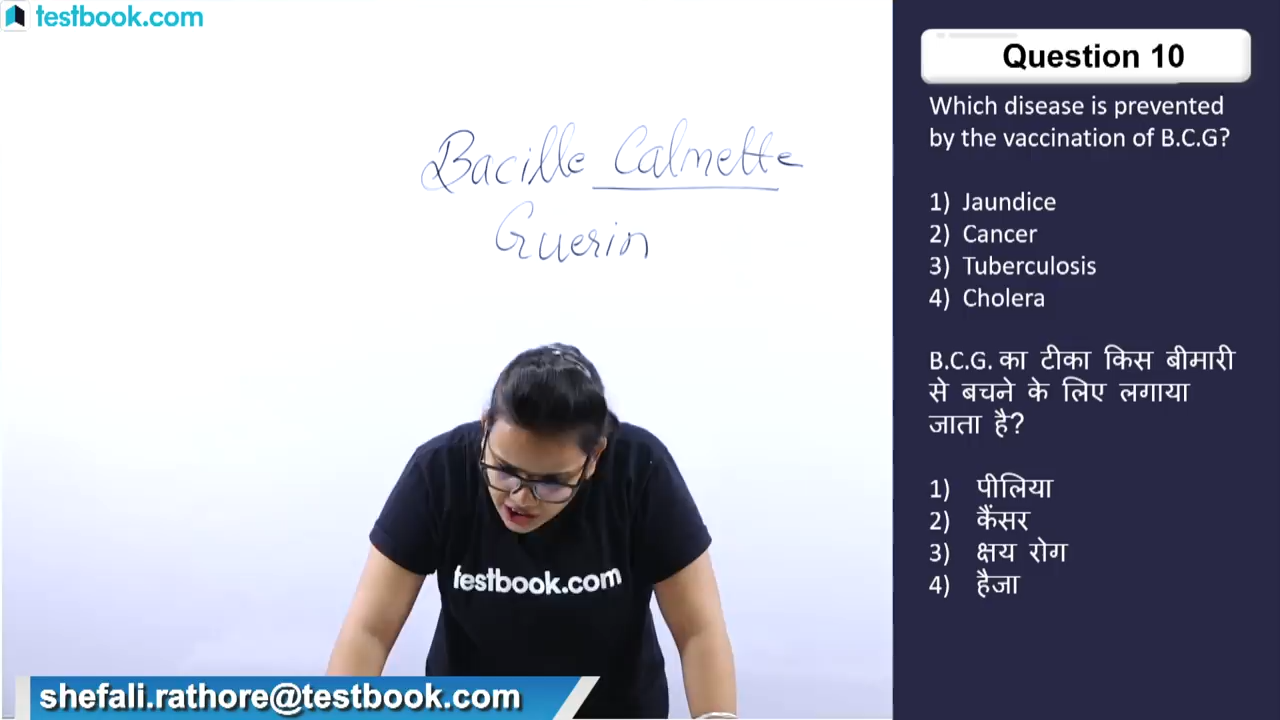 testbook.com
Bacille Calmette
Guerin
testbook.com
shefali.rathore@testbook.com
Question 10
Which disease is prevented
by the vaccination of B.C.G?
1) Jaundice
2) Cancer
3) Tuberculosis
4) Cholera
B.C.G. का टीका किस बीमारी
से बचने के लिए लगाया
जाता है?
1) पीलिया
2) कैंसर
3) क्षय रोग
4) हैजा